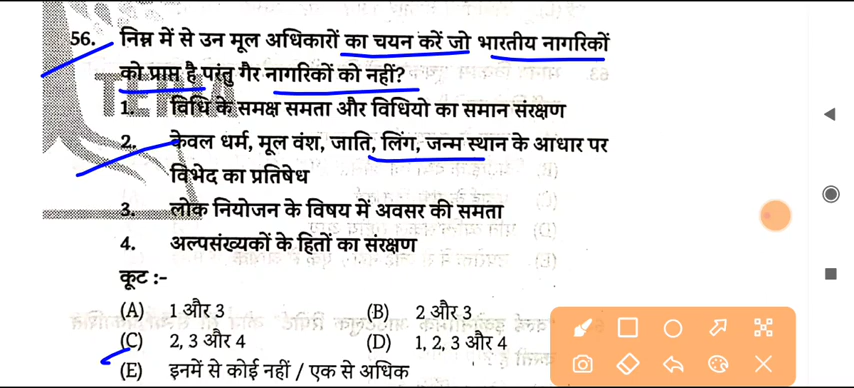 56. निम्न में से उन मूल अधिकारों का चयन करें जो भारतीय नागरिकों
को प्राप्त है परंतु गैर नागरिकों को नहीं?
1. विधि के समक्ष समता और विधियो का समान संरक्षण
2. केवल धर्म, मूल वंश, जाति, लिंग, जन्म स्थान के आधार पर
विभेद का प्रतिषेध
3. लोक नियोजन के विषय में अवसर की समता
4. अल्पसंख्यकों के हितों का संरक्षण
कूट :-
(A) 1 और 3 (B) 2 और 3
(C) 2, 3 और 4 (D) 1, 2, 3 और 4
(E) इनमें से कोई नहीं / एक से अधिक